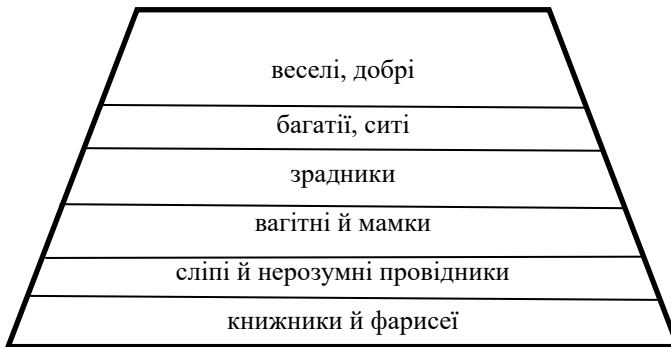 веселі, добрі
багатії, ситі
зрадники
вагітні й мамки
сліпі й нерозумні провідники
книжники й фарисеї